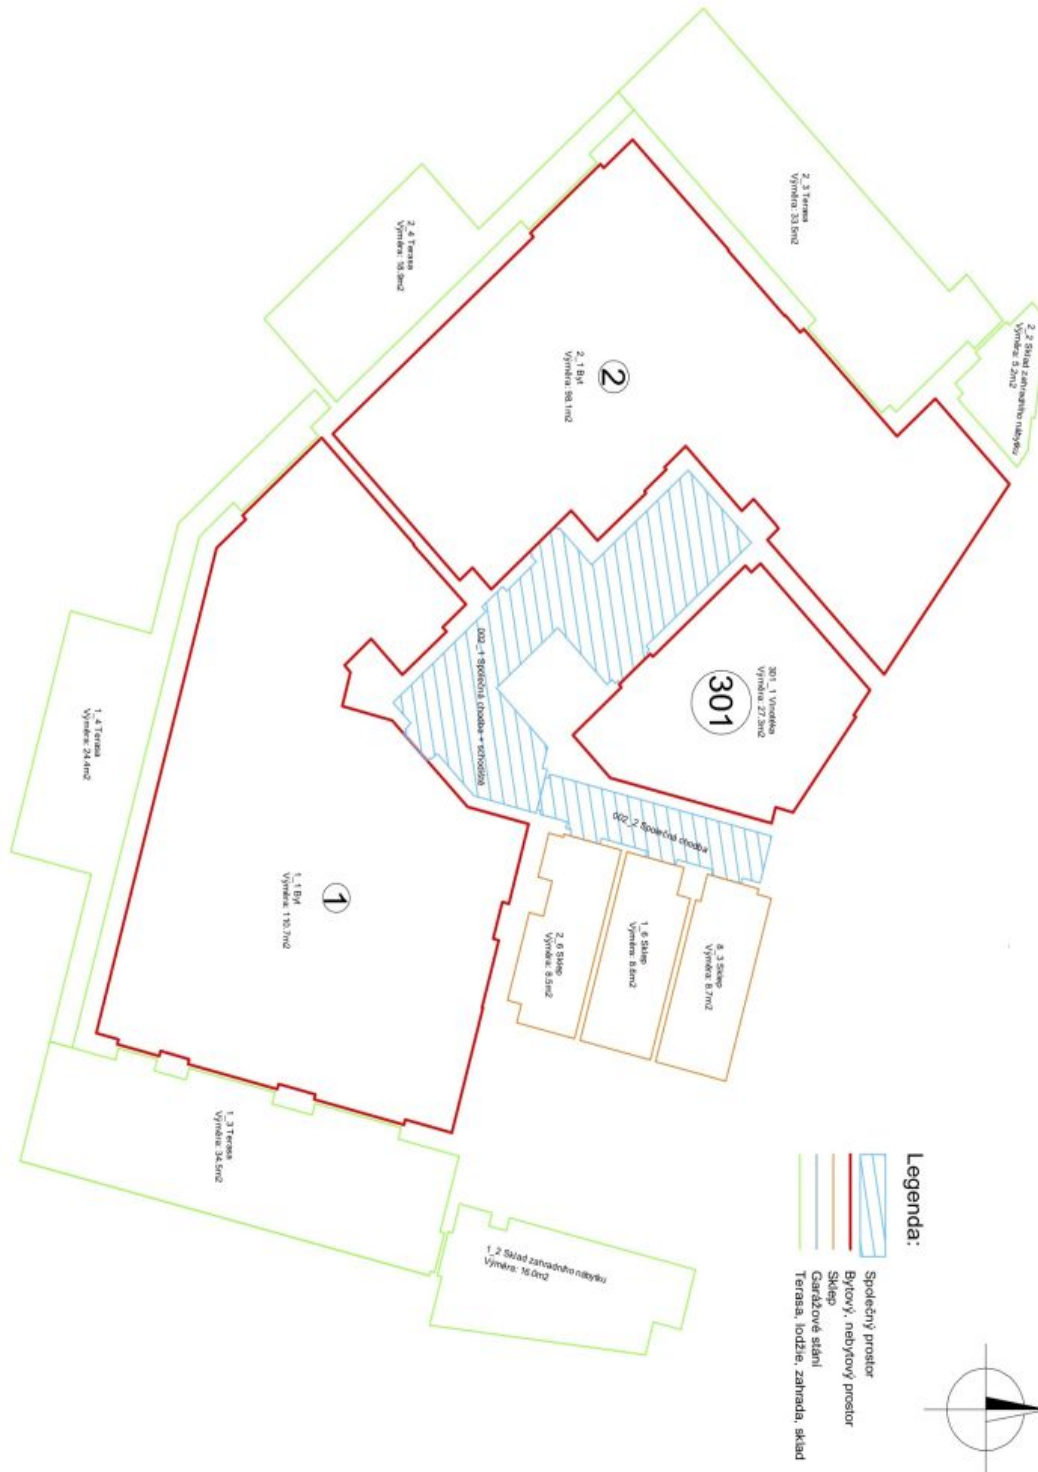 2_3 Terasa
Výměra: 33.5m2
2_4 Terasa
Výměra: 18.9m2
2_2 Sklad zahradního nábytku
Výměra: 5.2m2
2
2_1 Byt
Výměra: 98.1m2
301_1 Vinotéka
Výměra: 27.3m2
301
002_1 Společná chodba + schodiště
002_2 Společná chodba
1_4 Terasa
Výměra: 24.4m2
1
1_1 Byt
Výměra: 110.7m2
2_6 Sklep
Výměra: 8.5m2
1_6 Sklep
Výměra: 8.6m2
8_3 Sklep
Výměra: 8.7m2
1_3 Terasa
Výměra: 34.5m2
1_2 Sklad zahradního nábytku
Výměra: 16.0m2
Legenda:
Společný prostor
Bytový, nebytový prostor
Sklep
Garážové stání
Terasa, lodžie, zahrada, sklad